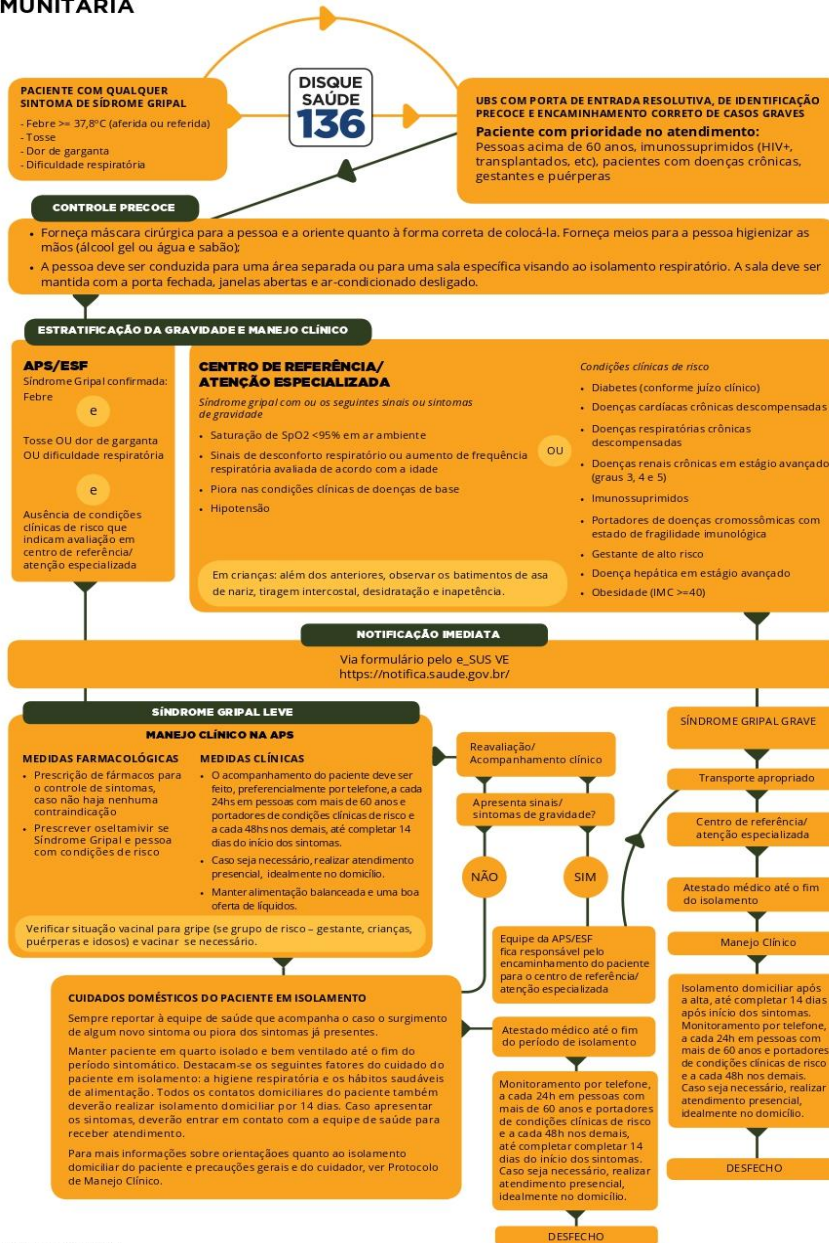 MUNITÁRIA
PACIENTE COM QUALQUER
SINTOMA DE SÍDROME GRIPAL
- Febre >= 37,8ºC (aferida ou referida)
- Tosse
- Dor de garganta
- Dificuldade respiratória
DISQUE
SAÚDE
136
UBS COM PORTA DE ENTRADA RESOLUTIVA, DE IDENTIFICAÇÃO
PRECOCE E ENCAMINHAMENTO CORRETO DE CASOS GRAVES
Paciente com prioridade no atendimento:
Pessoas acima de 60 anos, imunossuprimidos (HIV+,
transplantados, etc), pacientes com doenças crônicas,
gestantes e puérperas
CONTROLE PRECOCE
• Forneça máscara cirúrgica para a pessoa e a oriente quanto à forma correta de colocá-la. Forneça meios para a pessoa higienizar as
mãos (álcool gel ou água e sabão);
• A pessoa deve ser conduzida para uma área separada ou para uma sala específica visando ao isolamento respiratório. A sala deve ser
mantida com a porta fechada, janelas abertas e ar-condicionado desligado.
ESTRATIFICAÇÃO DA GRAVIDADE E MANEJO CLÍNICO
APS/ESF
Síndrome Gripal confirmada:
Febre
e
Tosse OU dor de garganta
OU dificuldade respiratória
e
Ausência de condições
clínicas de risco que
indicam avaliação em
centro de referência/
atenção especializada
CENTRO DE REFERÊNCIA/
ATENÇÃO ESPECIALIZADA
Síndrome gripal com ou os seguintes sinais ou sintomas
de gravidade
• Saturação de SpO2 <95% em ar ambiente
• Sinais de desconforto respiratório ou aumento de frequência
respiratória avaliada de acordo com a idade
• Piora nas condições clínicas de doenças de base
• Hipotensão
Em crianças: além dos anteriores, observar os batimentos de asa
de nariz, tiragem intercostal, desidratação e inapetência.
OU
Condições clínicas de risco
• Diabetes (conforme juízo clínico)
• Doenças cardíacas crônicas descompensadas
• Doenças respiratórias crônicas
descompensadas
• Doenças renais crônicas em estágio avançado
(graus 3, 4 e 5)
• Imunossuprimidos
• Portadores de doenças cromossômicas com
estado de fragilidade imunológica
• Gestante de alto risco
• Doença hepática em estágio avançado
• Obesidade (IMC >=40)
NOTIFICAÇÃO IMEDIATA
Via formulário pelo e_SUS VE
https://notifica.saude.gov.br/
SÍNDROME GRIPAL LEVE
MANEJO CLÍNICO NA APS
MEDIDAS FARMACOLÓGICAS
• Prescrição de fármacos para
o controle de sintomas,
caso não haja nenhuma
contraindicação
• Prescrever oseltamivir se
Síndrome Gripal e pessoa
com condições de risco
MEDIDAS CLÍNICAS
• O acompanhamento do paciente deve ser
feito, preferencialmente por telefone, a cada
24hs em pessoas com mais de 60 anos e
portadores de condições clínicas de risco e
a cada 48hs nos demais, até completar 14
dias do início dos sintomas.
• Caso seja necessário, realizar atendimento
presencial, idealmente no domicílio.
• Manter alimentação balanceada e uma boa
oferta de líquidos.
Verificar situação vacinal para gripe (se grupo de risco – gestante, crianças,
puérperas e idosos) e vacinar se necessário.
Reavaliação/
Acompanhamento clínico
Apresenta sinais/
sintomas de gravidade?
NÃO
SIM
Equipe da APS/ESF
fica responsável pelo
encaminhamento do paciente
para o centro de referência/
atenção especializada
SÍNDROME GRIPAL GRAVE
Transporte apropriado
Centro de referência/
atenção especializada
Atestado médico até o fim
do isolamento
Manejo Clínico
Isolamento domiciliar após
a alta, até completar 14 dias
após início dos sintomas.
Monitoramento por telefone,
a cada 24h em pessoas com
mais de 60 anos e portadores
de condições clínicas de risco
e a cada 48h nos demais.
Caso seja necessário, realizar
atendimento presencial,
idealmente no domicílio.
DESFECHO
CUIDADOS DOMÉSTICOS DO PACIENTE EM ISOLAMENTO
Sempre reportar à equipe de saúde que acompanha o caso o surgimento
de algum novo sintoma ou piora dos sintomas já presentes.
Manter paciente em quarto isolado e bem ventilado até o fim do
período sintomático. Destacam-se os seguintes fatores do cuidado do
paciente em isolamento: a higiene respiratória e os hábitos saudáveis
de alimentação. Todos os contatos domiciliares do paciente também
deverão realizar isolamento domiciliar por 14 dias. Caso apresentar
os sintomas, deverão entrar em contato com a equipe de saúde para
receber atendimento.
Para mais informações sobre orientaçãoes quanto ao isolamento
domiciliar do paciente e precauções gerais e do cuidador, ver Protocolo
de Manejo Clínico.
Atestado médico até o fim
do período de isolamento
Monitoramento por telefone,
a cada 24h em pessoas com
mais de 60 anos e portadores
de condições clínicas de risco
e a cada 48h nos demais,
até completar completar 14
dias do início dos sintomas.
Caso seja necessário, realizar
atendimento presencial,
idealmente no domicílio.
DESFECHO